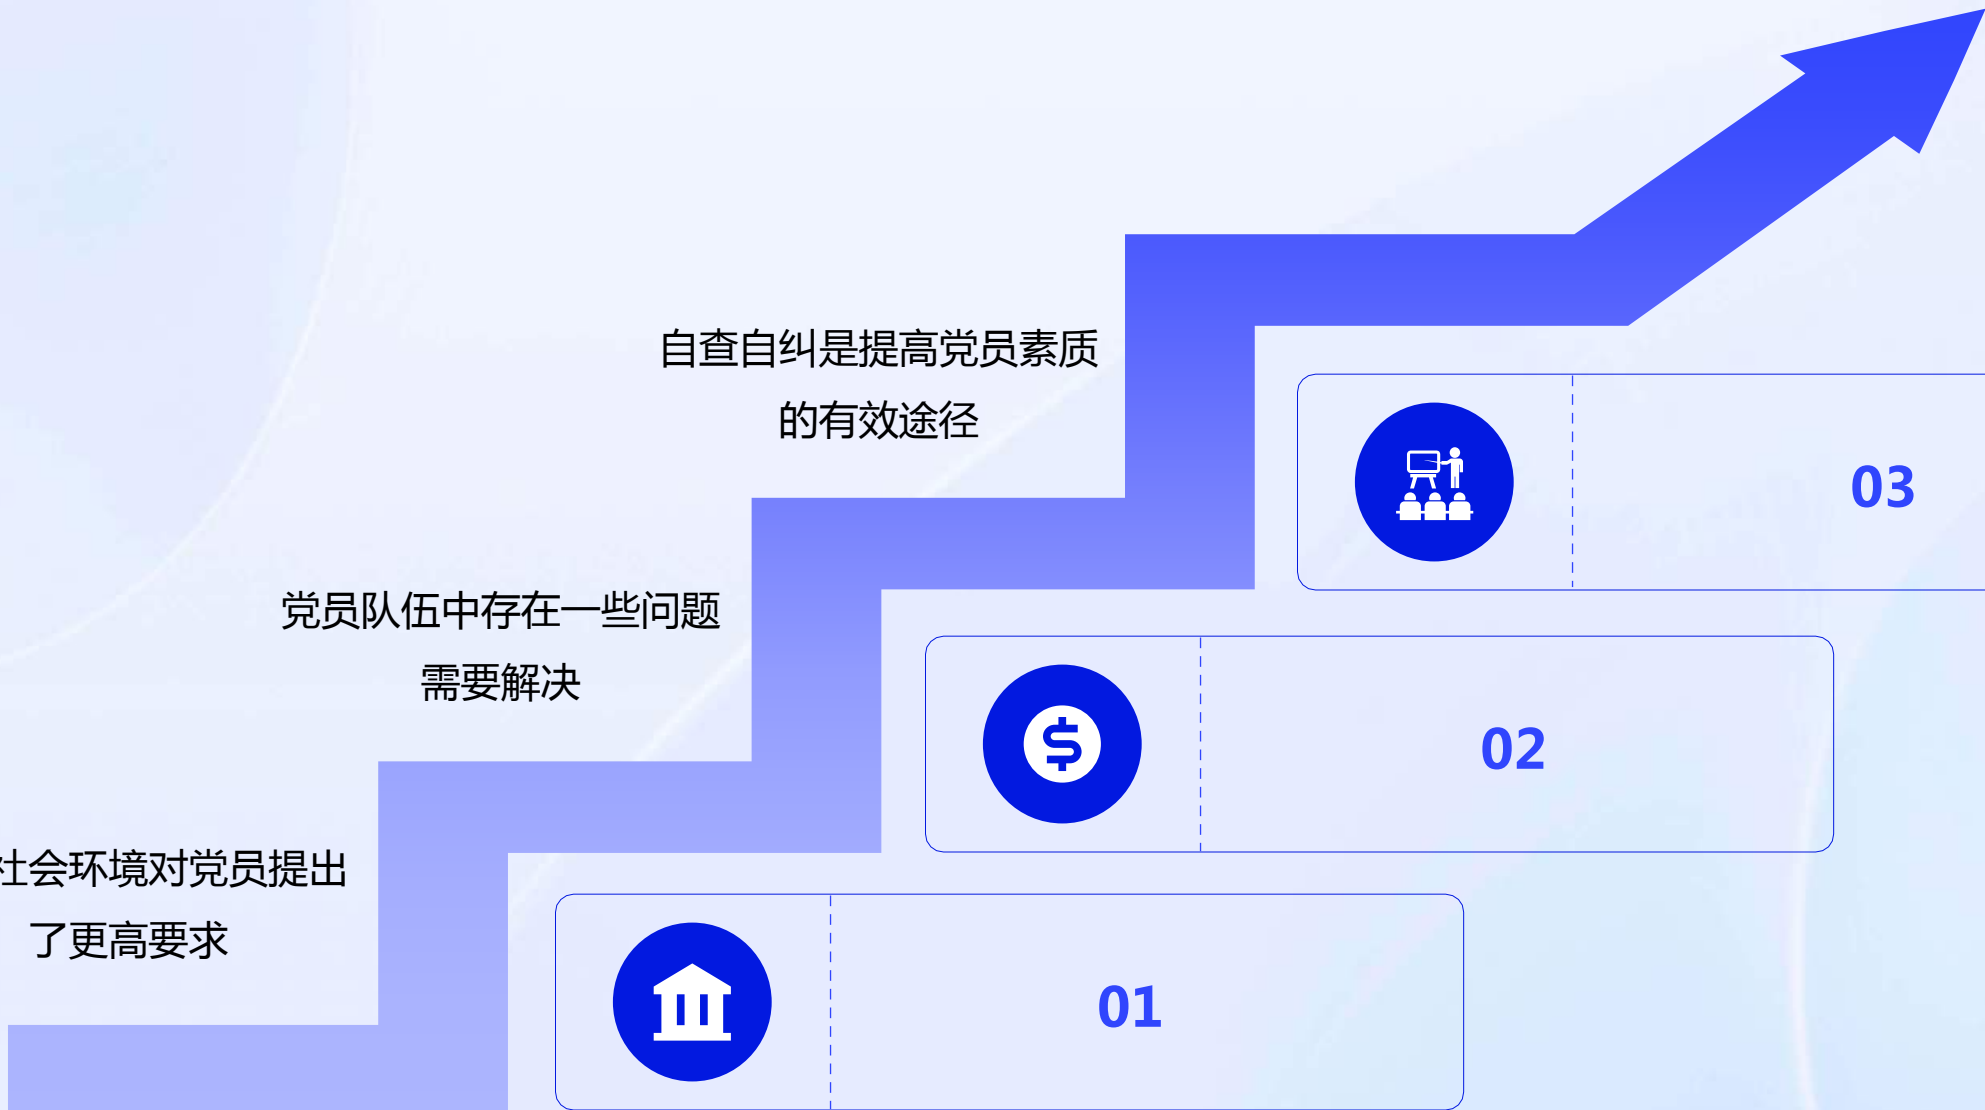 自查自纠是提高党员素质
的有效途径
03
党员队伍中存在一些问题
需要解决
02
社会环境对党员提出
了更高要求
01